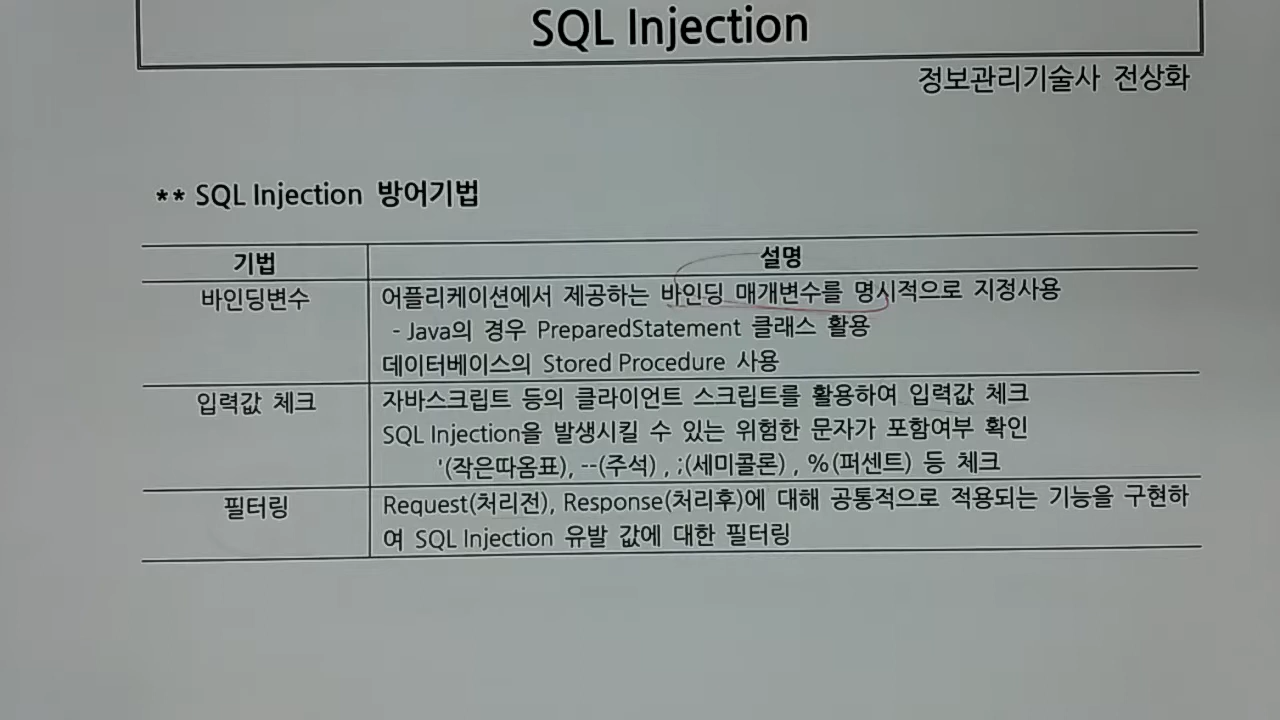 SQL Injection
정보관리기술사 전상화
** SQL Injection 방어기법
기법 설명
바인딩변수 어플리케이션에서 제공하는 바인딩 매개변수를 명시적으로 지정사용
- Java의 경우 PreparedStatement 클래스 활용
데이터베이스의 Stored Procedure 사용
입력값 체크 자바스크립트 등의 클라이언트 스크립트를 활용하여 입력값 체크
SQL Injection을 발생시킬 수 있는 위험한 문자가 포함여부 확인
'(작은따옴표), --(주석) , ;(세미콜론) , %(퍼센트) 등 체크
필터링 Request(처리전), Response(처리후)에 대해 공통적으로 적용되는 기능을 구현하
여 SQL Injection 유발 값에 대한 필터링